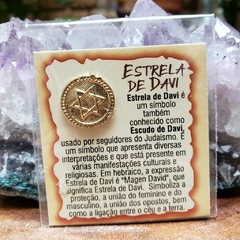 ESTRELA
DE DAVI
Estrela de Davi é
um símbolo
também
conhecido como
Escudo de Davi,
usado por seguidores do Judaísmo. É
um símbolo que apresenta diversas
interpretações e que está presente em
várias manifestações culturais e
religiosas. Em hebraico, a expressão
Estrela de Davi é "Magen David", que
significa Estrela de Davi. Simboliza a
proteção, a união do feminino e do
masculino, a união dos opostos, bem
como a ligação entre o céu e a terra.